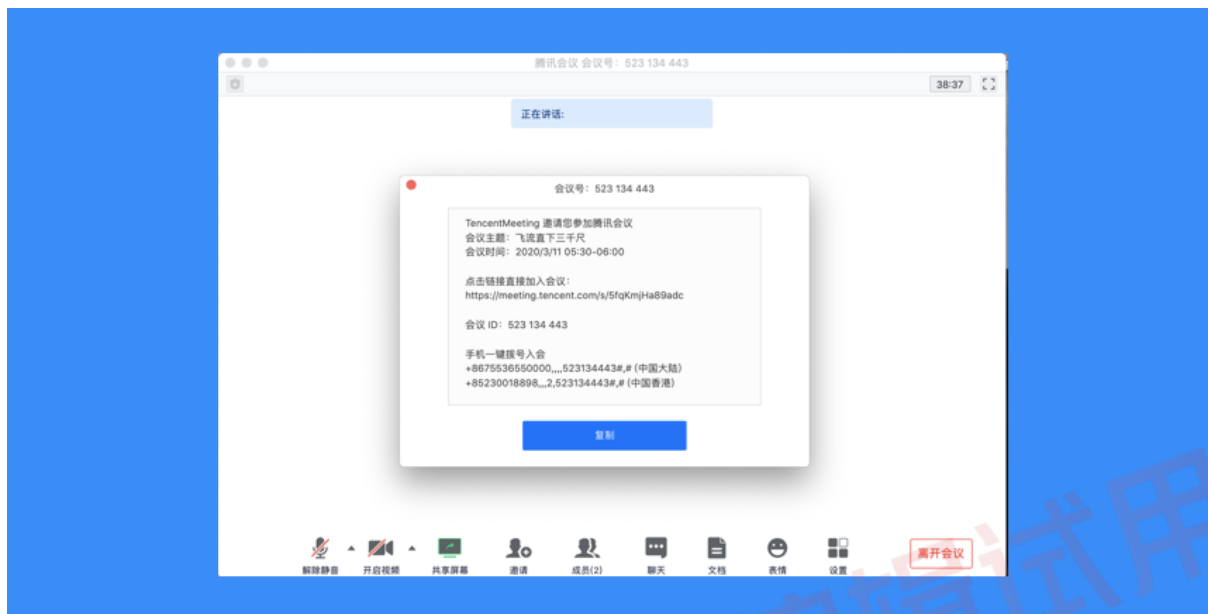 腾讯会议 会议号：523 134 443
38:37
正在讲话:
会议号：523 134 443
TencentMeeting 邀请您参加腾讯会议
会议主题：飞流直下三千尺
会议时间：2020/3/11 05:30-06:00
点击链接直接加入会议：
https://meeting.tencent.com/s/5fqKmjHa89adc
会议 ID：523 134 443
手机一键拨号入会
+8675536550000,,,,523134443#,# (中国大陆)
+85230018898,,,2,523134443#,# (中国香港)
复制
解除静音 开启视频 共享屏幕 邀请 成员(2) 聊天 文档 表情 设置 离开会议
试用